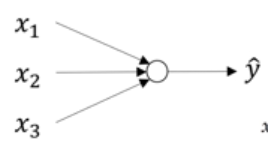 x₁
x₂ ŷ
x₃ x